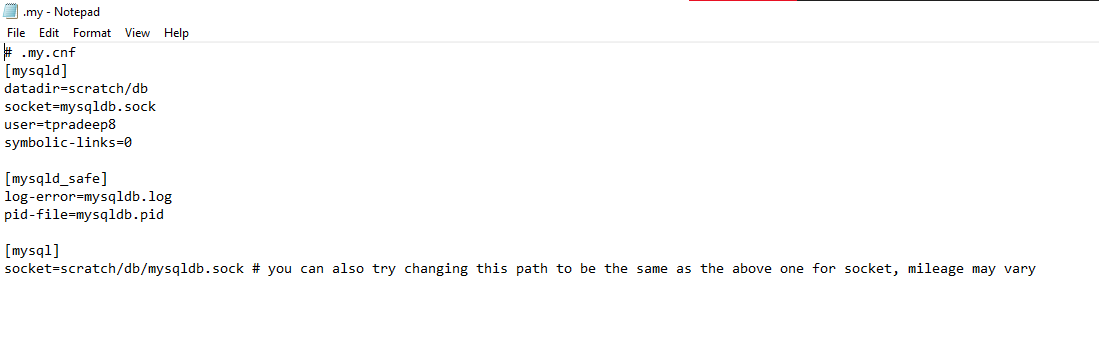 .my - Notepad
File Edit Format View Help
# .my.cnf
[mysqld]
datadir=scratch/db
socket=mysqldb.sock
user=tpradeep8
symbolic-links=0
[mysqld_safe]
log-error=mysqldb.log
pid-file=mysqldb.pid
[mysql]
socket=scratch/db/mysqldb.sock # you can also try changing this path to be the same as the above one for socket, mileage may vary